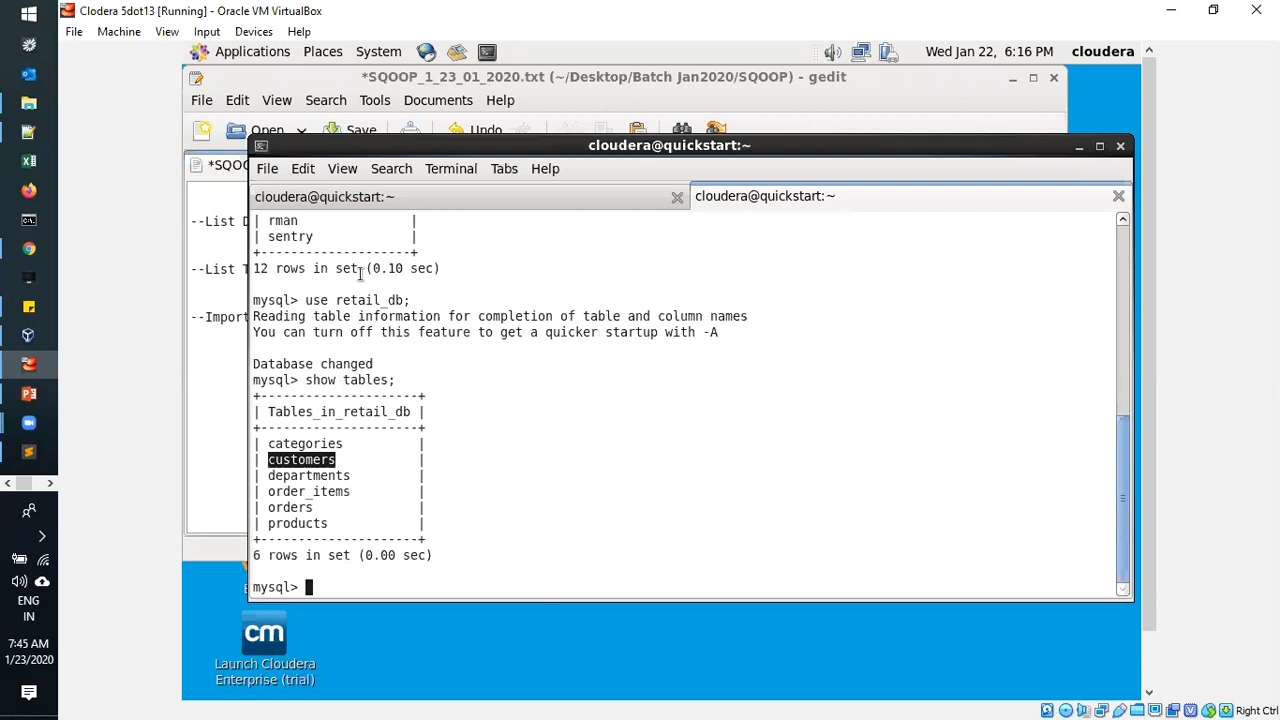 Clodera 5dot13 [Running] - Oracle VM VirtualBox
File Machine View Input Devices Help
Applications Places System Wed Jan 22, 6:16 PM cloudera
*SQOOP_1_23_01_2020.txt (~/Desktop/Batch Jan2020/SQOOP) - gedit
File Edit View Search Tools Documents Help
Open Save Undo
cloudera@quickstart:~
*SQO
File Edit View Search Terminal Tabs Help
cloudera@quickstart:~ cloudera@quickstart:~
--List D
--List T
--Import
| rman |
| sentry |
+--------------------+
12 rows in set (0.10 sec)
mysql> use retail_db;
Reading table information for completion of table and column names
You can turn off this feature to get a quicker startup with -A
Database changed
mysql> show tables;
+---------------------+
| Tables_in_retail_db |
+---------------------+
| categories |
| customers |
| departments |
| order_items |
| orders |
| products |
+---------------------+
6 rows in set (0.00 sec)
mysql>
cm
Launch Cloudera
Enterprise (trial)
ENG
IN
7:45 AM
1/23/2020
Right Ctrl